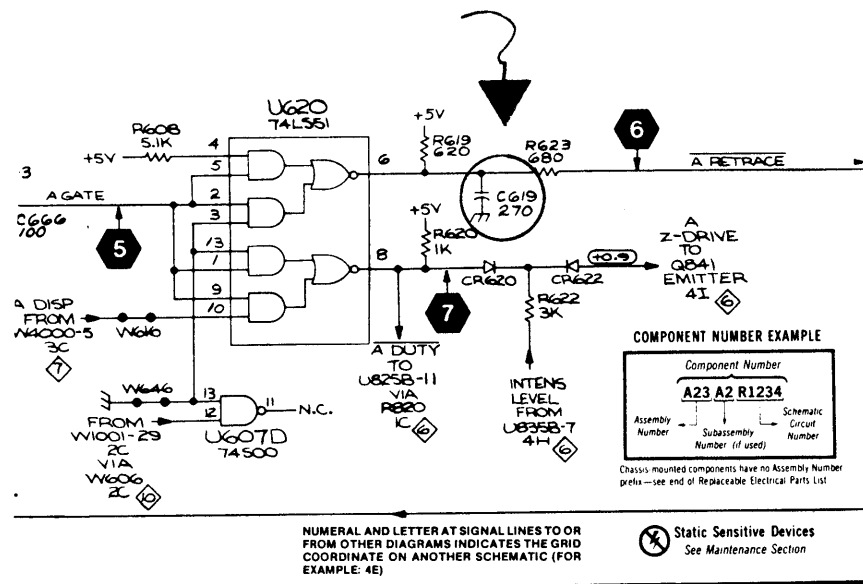 U620
74LS51
R608
5.1K
+5V
4
5
2
3
13
1
9
10
6
8
3
A GATE
C666
100
5
+5V
R619
620
R623
680
C619
270
6
A RETRACE
+5V
R620
1K
7
CR620
CR622
+0.9
R622
3K
A
Z-DRIVE
TO
Q841
EMITTER
4I
6
A DISP
FROM
W4000-5
3C
7
W616
W646
13
12
11
N.C.
U607D
74S00
FROM
W1001-29
2C
VIA
W606
2C
10
A DUTY
TO
U825B-11
VIA
R820
1C
6
INTENS
LEVEL
FROM
U835B-7
4H
6
COMPONENT NUMBER EXAMPLE
Component Number
A23 A2 R1234
Assembly
Number
Subassembly
Number (if used)
Schematic
Circuit
Number
Chassis-mounted components have no Assembly Number
prefix—see end of Replaceable Electrical Parts List
NUMERAL AND LETTER AT SIGNAL LINES TO OR
FROM OTHER DIAGRAMS INDICATES THE GRID
COORDINATE ON ANOTHER SCHEMATIC (FOR
EXAMPLE: 4E)
Static Sensitive Devices
See Maintenance Section